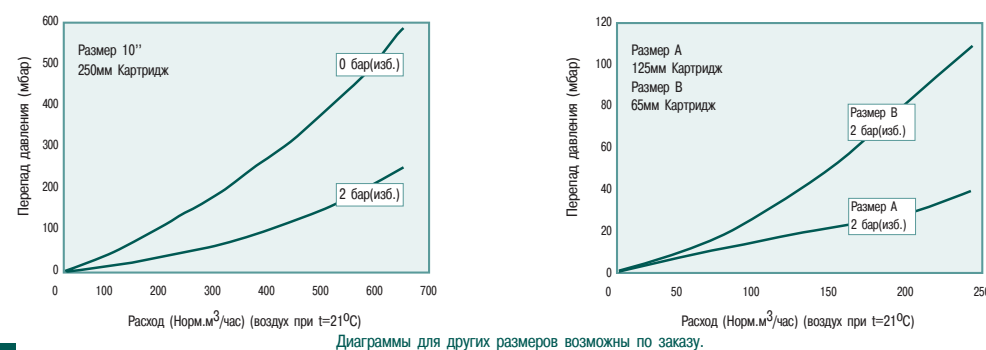 600
500
400
300
200
100
0
Перепад давления (мбар)
Размер 10''
250мм Картридж
0 бар(изб.)
2 бар(изб.)
0 100 200 300 400 500 600 700
Расход (Норм.м³/час) (воздух при t=21⁰C)
120
100
80
60
40
20
0
Перепад давления (мбар)
Размер A
125мм Картридж
Размер B
65мм Картридж
Размер B
2 бар(изб.)
Размер A
2 бар(изб.)
0 50 100 150 200 250
Расход (Норм.м³/час) (воздух при t=21⁰C)
Диаграммы для других размеров возможны по заказу.